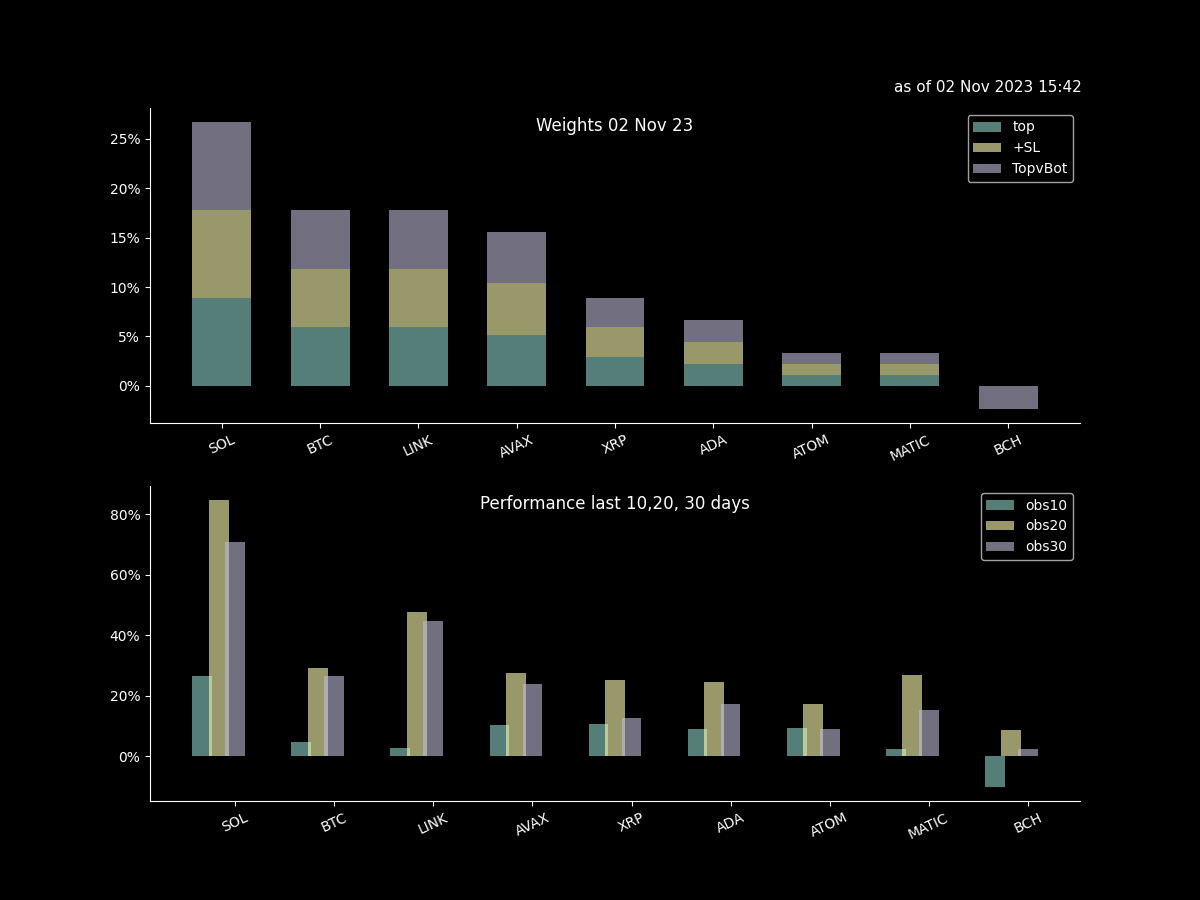 as of 02 Nov 2023 15:42
Weights 02 Nov 23
top
+SL
TopvBot
25%
20%
15%
10%
5%
0%
SOL BTC LINK AVAX XRP ADA ATOM MATIC BCH
Performance last 10,20, 30 days
obs10
obs20
obs30
80%
60%
40%
20%
0%
SOL BTC LINK AVAX XRP ADA ATOM MATIC BCH